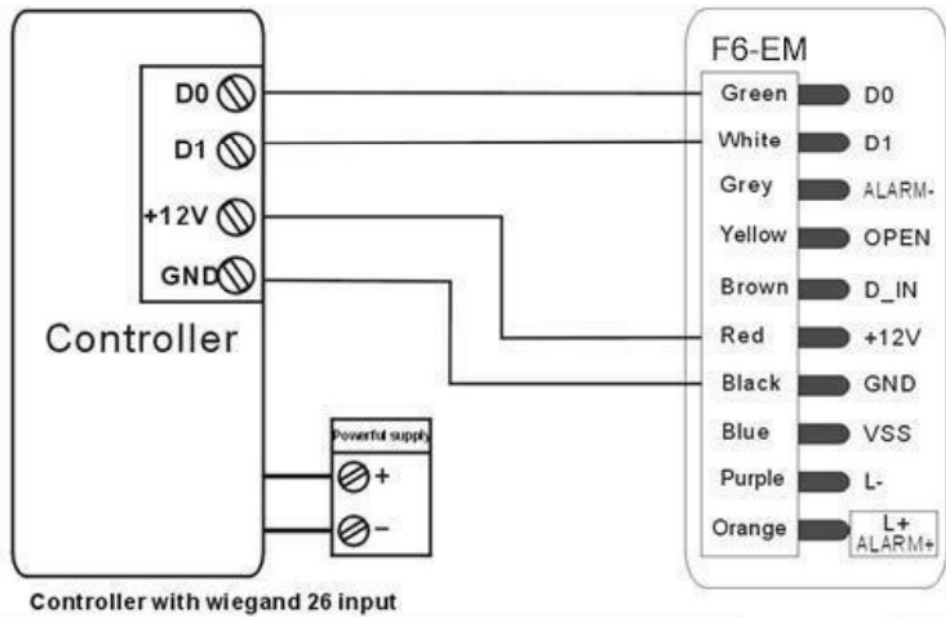 F6-EM
D0
Green D0
D1
White D1
Grey ALARM-
+12V
Yellow OPEN
GND
Brown D_IN
Controller
Red +12V
Black GND
Powerful supply
Blue VSS
+
Purple L-
−
Orange L+
ALARM+
Controller with wiegand 26 input